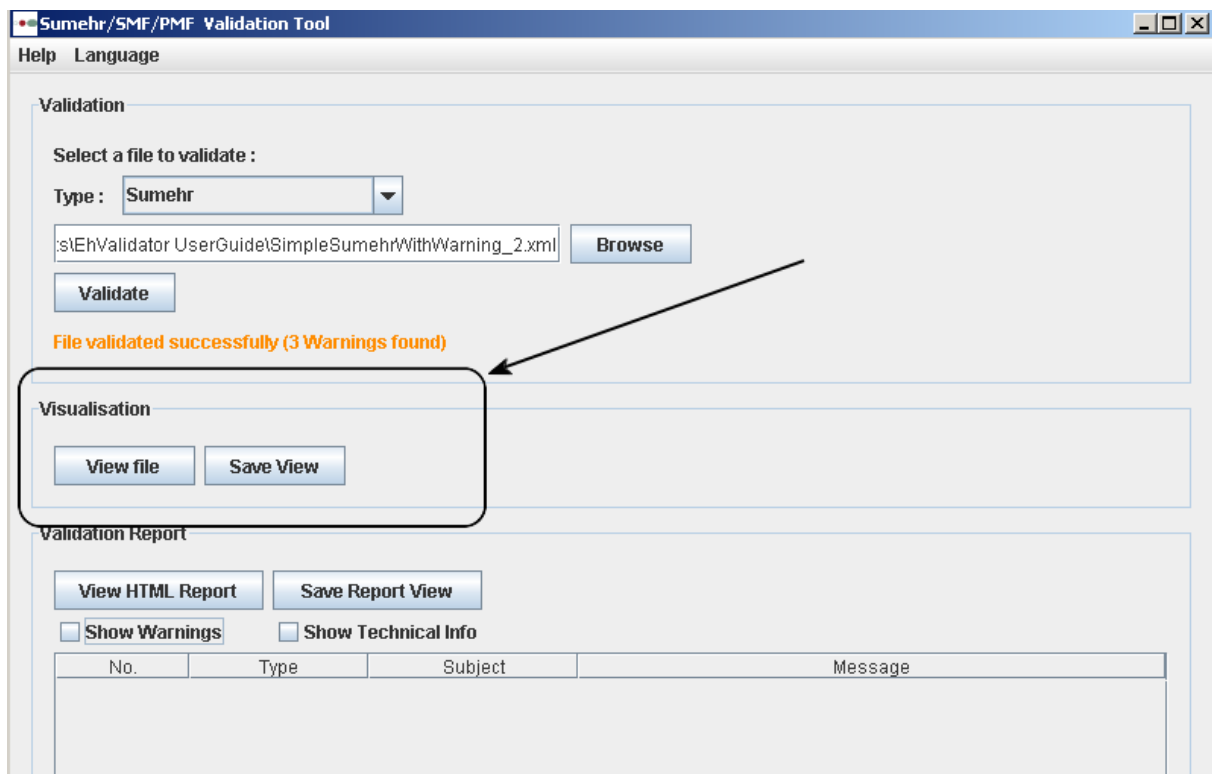 Sumehr/SMF/PMF Validation Tool
Help Language
Validation
Select a file to validate :
Type : Sumehr
:s\EhValidator UserGuide\SimpleSumehrWithWarning_2.xml Browse
Validate
File validated successfully (3 Warnings found)
Visualisation
View file Save View
Validation Report
View HTML Report Save Report View
Show Warnings Show Technical Info
No. Type Subject Message